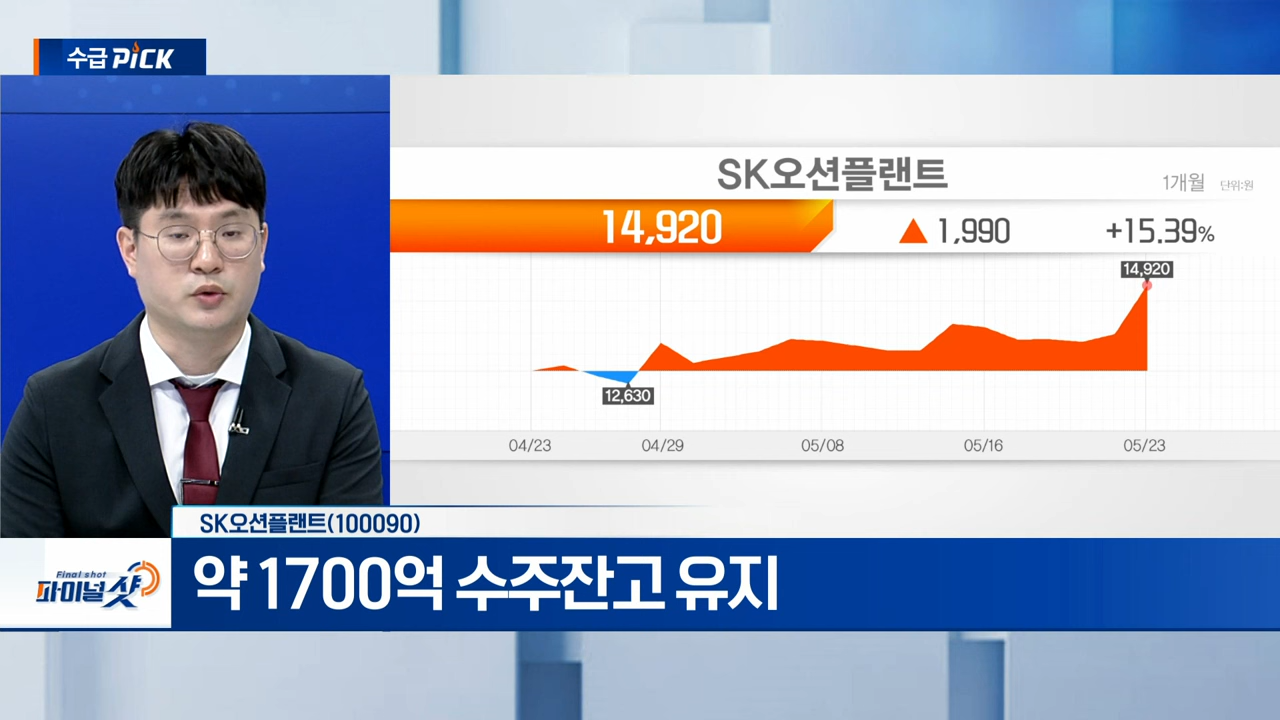 수급 PiCK
SK오션플랜트
1개월 단위:원
14,920 ▲ 1,990 +15.39%
14,920
12,630
04/23 04/29 05/08 05/16 05/23
SK오션플랜트(100090)
Final shot
파이널샷
약 1700억 수주잔고 유지